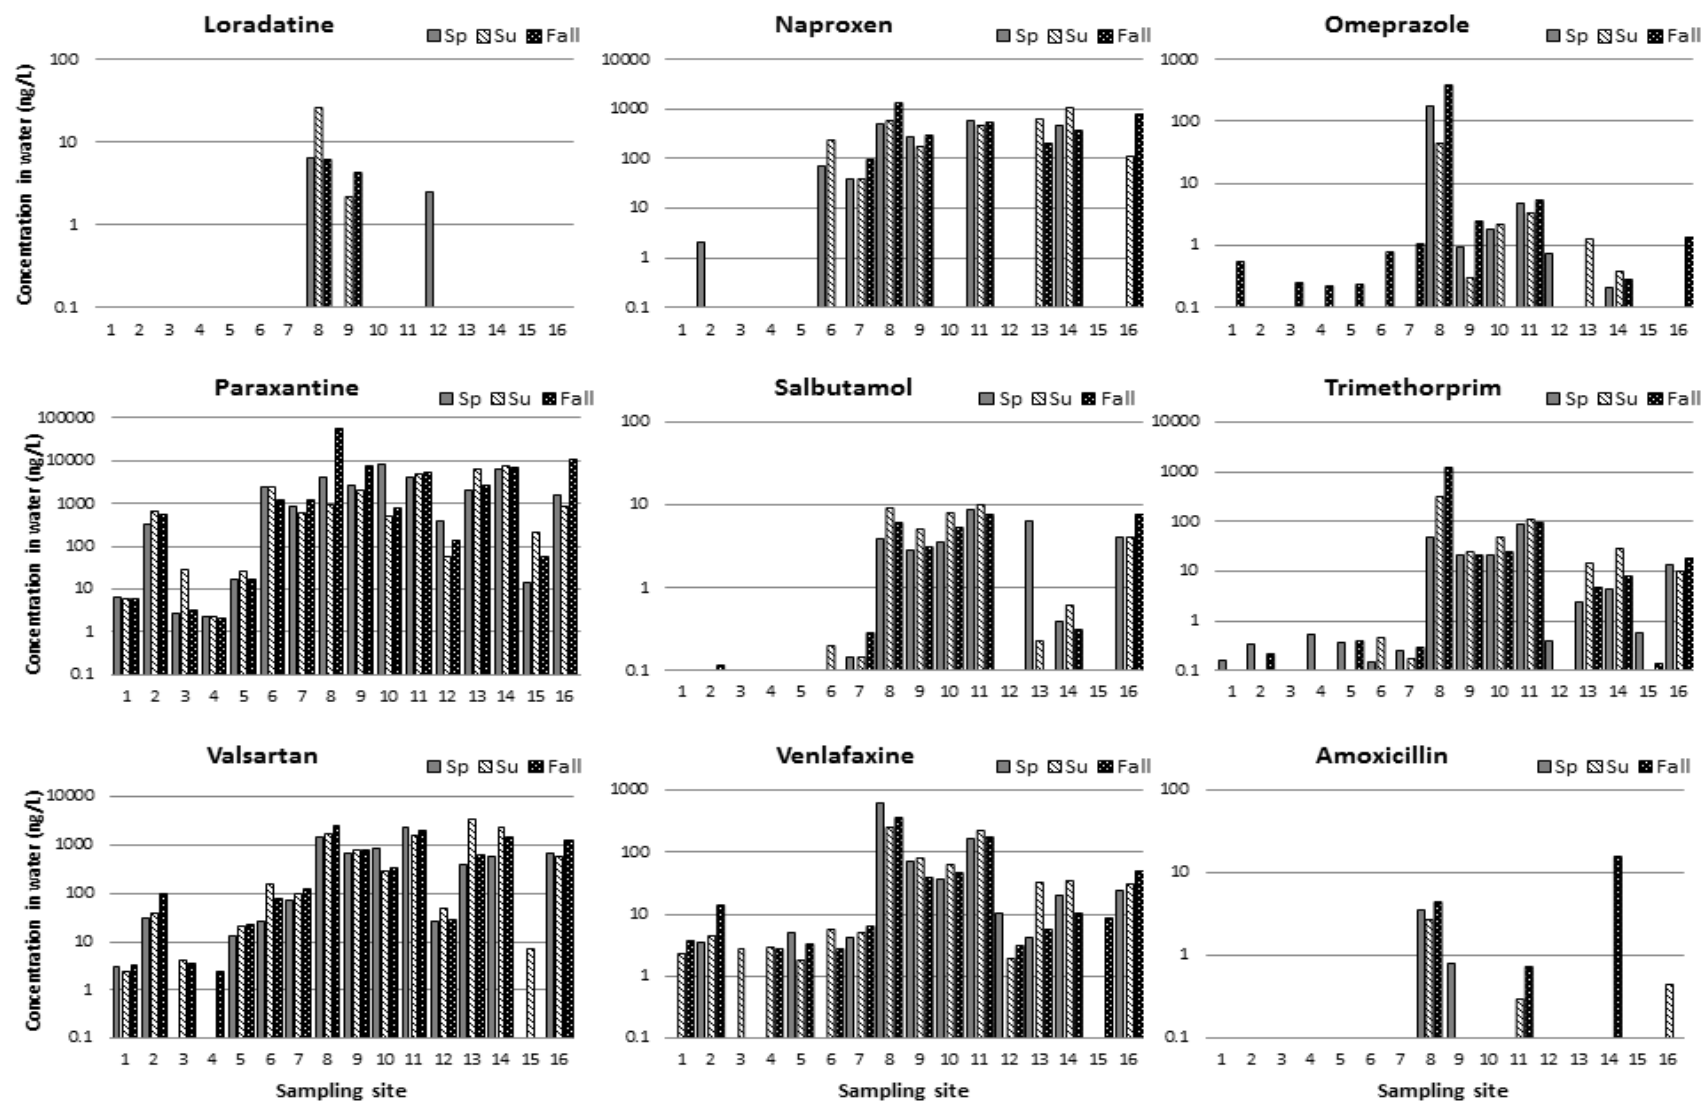 Loradatine
Sp Su Fall
Concentration in water (ng/L)
100
10
1
0.1
1 2 3 4 5 6 7 8 9 10 11 12 13 14 15 16
Naproxen
Sp Su Fall
10000
1000
100
10
1
0.1
1 2 3 4 5 6 7 8 9 10 11 12 13 14 15 16
Omeprazole
Sp Su Fall
1000
100
10
1
0.1
1 2 3 4 5 6 7 8 9 10 11 12 13 14 15 16
Paraxantine
Sp Su Fall
Concentration in water (ng/L)
100000
10000
1000
100
10
1
0.1
1 2 3 4 5 6 7 8 9 10 11 12 13 14 15 16
Salbutamol
Sp Su Fall
100
10
1
0.1
1 2 3 4 5 6 7 8 9 10 11 12 13 14 15 16
Trimethorprim
Sp Su Fall
10000
1000
100
10
1
0.1
1 2 3 4 5 6 7 8 9 10 11 12 13 14 15 16
Valsartan
Sp Su Fall
Concentration in water (ng/L)
10000
1000
100
10
1
0.1
1 2 3 4 5 6 7 8 9 10 11 12 13 14 15 16
Sampling site
Venlafaxine
Sp Su Fall
1000
100
10
1
0.1
1 2 3 4 5 6 7 8 9 10 11 12 13 14 15 16
Sampling site
Amoxicillin
Sp Su Fall
100
10
1
0.1
1 2 3 4 5 6 7 8 9 10 11 12 13 14 15 16
Sampling site